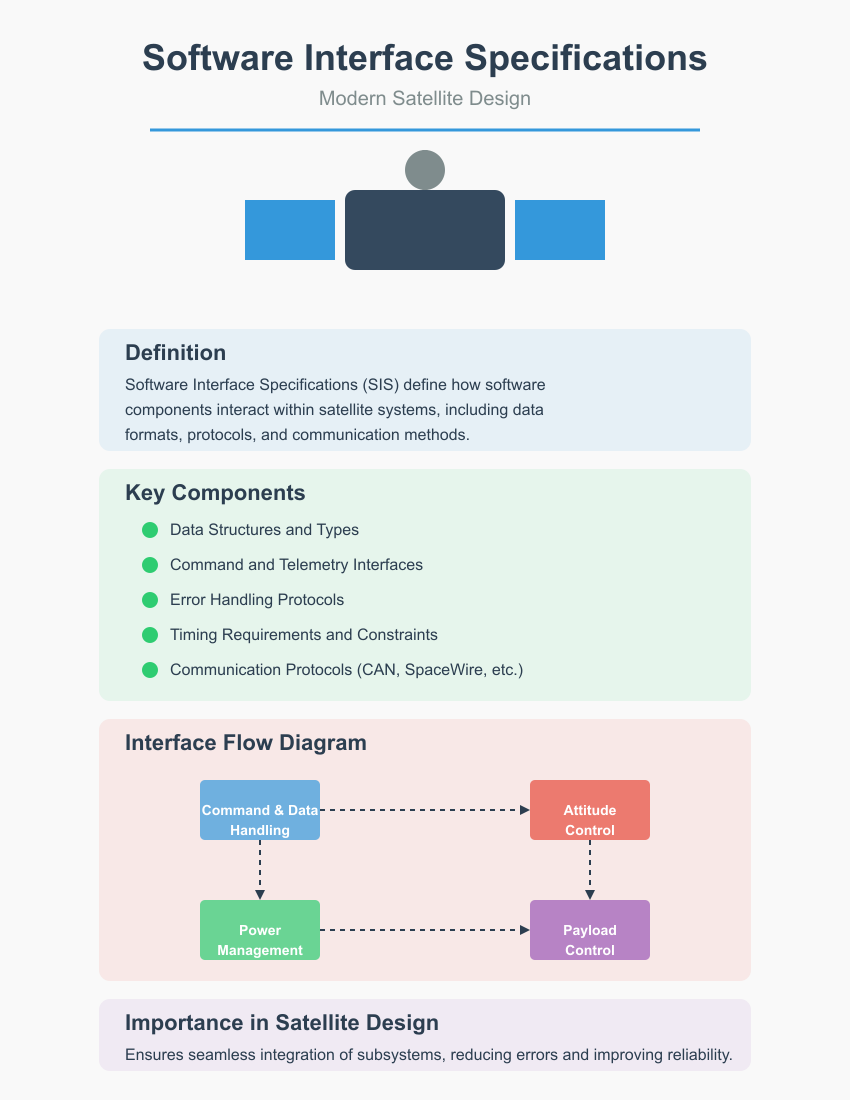 Software Interface Specifications
Modern Satellite Design
Definition
Software Interface Specifications (SIS) define how software
components interact within satellite systems, including data
formats, protocols, and communication methods.
Key Components
Data Structures and Types
Command and Telemetry Interfaces
Error Handling Protocols
Timing Requirements and Constraints
Communication Protocols (CAN, SpaceWire, etc.)
Interface Flow Diagram
Command & Data
Handling
Attitude
Control
Power
Management
Payload
Control
Importance in Satellite Design
Ensures seamless integration of subsystems, reducing errors and improving reliability.